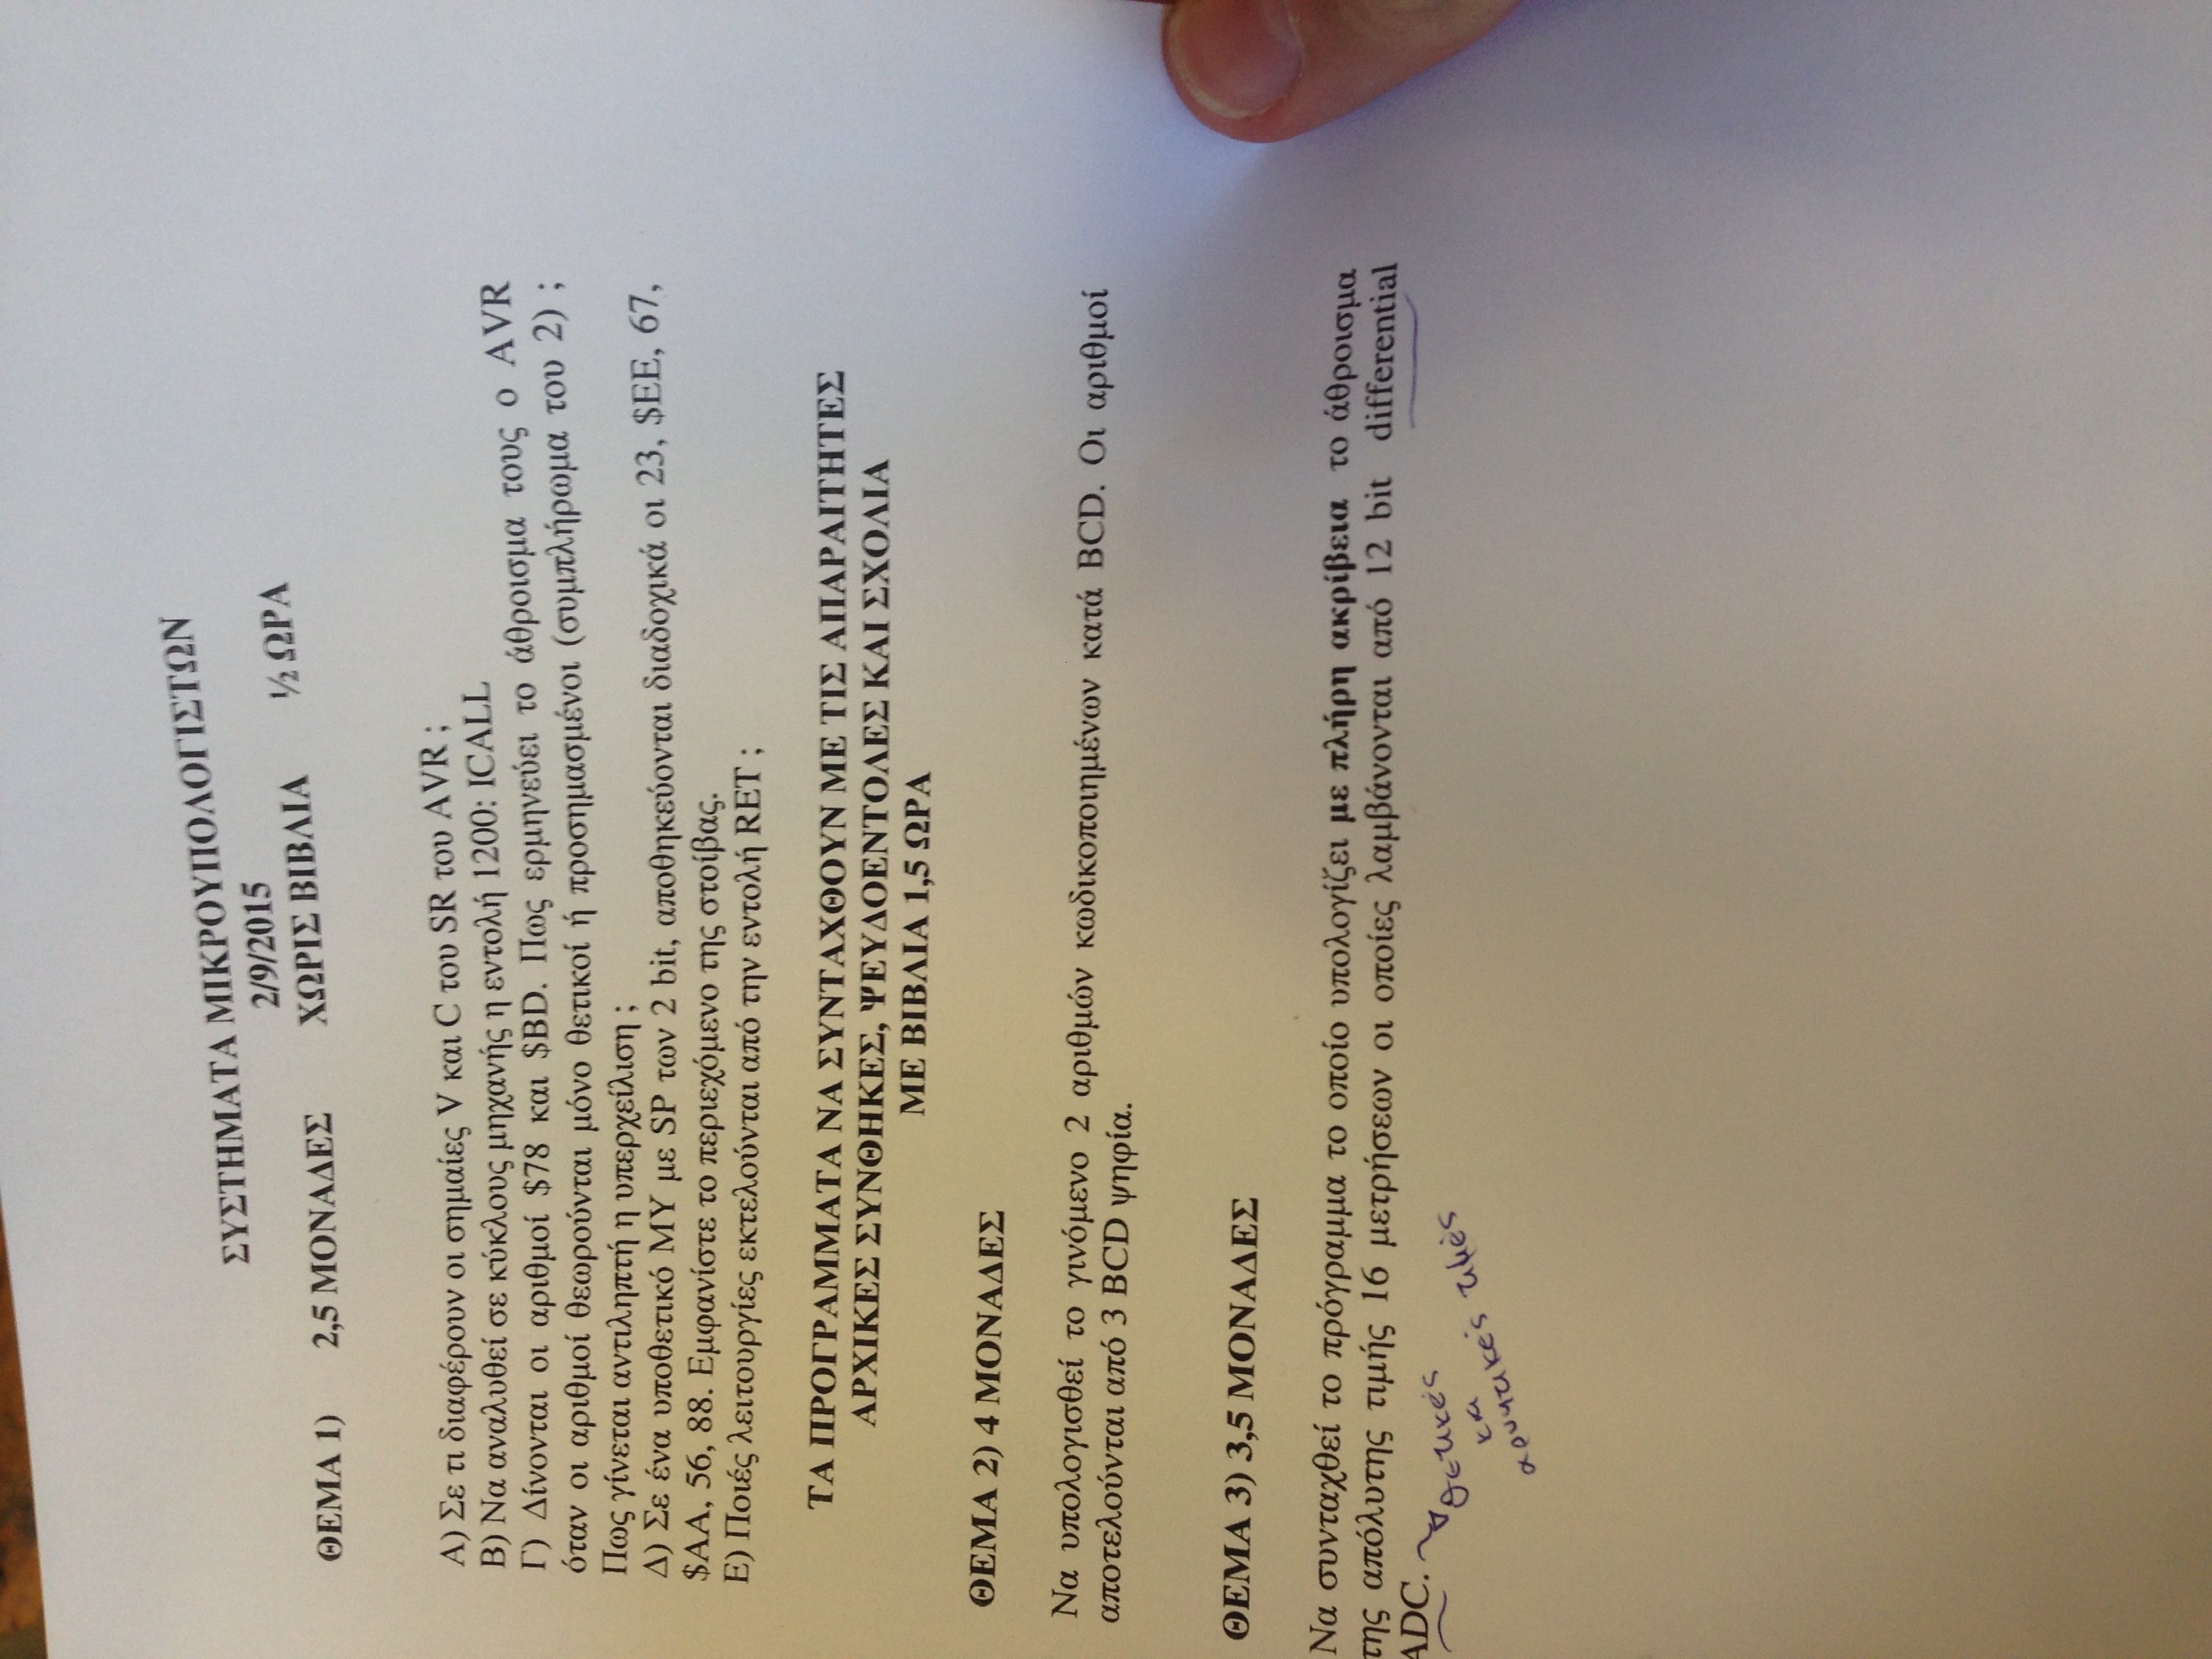 ΣΥΣΤΗΜΑΤΑ ΜΙΚΡΟΥΠΟΛΟΓΙΣΤΩΝ
2/9/2015
ΘΕΜΑ 1) 2,5 ΜΟΝΑΔΕΣ ΧΩΡΙΣ ΒΙΒΛΙΑ ½ ΩΡΑ
Α) Σε τι διαφέρουν οι σημαίες V και C του SR του AVR ;
Β) Να αναλυθεί σε κύκλους μηχανής η εντολή 1200: ICALL
Γ) Δίνονται οι αριθμοί $78 και $BD. Πως ερμηνεύει το άθροισμα τους ο AVR
όταν οι αριθμοί θεωρούνται μόνο θετικοί ή προσημασμένοι (συμπλήρωμα του 2) ;
Πως γίνεται αντιληπτή η υπερχείλιση ;
Δ) Σε ένα υποθετικό ΜΥ με SP των 2 bit, αποθηκεύονται διαδοχικά οι 23, $EE, 67,
$AA, 56, 88. Εμφανίστε το περιεχόμενο της στοίβας.
Ε) Ποιές λειτουργίες εκτελούνται από την εντολή RET ;
ΤΑ ΠΡΟΓΡΑΜΜΑΤΑ ΝΑ ΣΥΝΤΑΧΘΟΥΝ ΜΕ ΤΙΣ ΑΠΑΡΑΙΤΗΤΕΣ
ΑΡΧΙΚΕΣ ΣΥΝΘΗΚΕΣ, ΨΕΥΔΟΕΝΤΟΛΕΣ ΚΑΙ ΣΧΟΛΙΑ
ΜΕ ΒΙΒΛΙΑ 1,5 ΩΡΑ
ΘΕΜΑ 2) 4 ΜΟΝΑΔΕΣ
Να υπολογισθεί το γινόμενο 2 αριθμών κωδικοποιημένων κατά BCD. Οι αριθμοί
αποτελούνται από 3 BCD ψηφία.
ΘΕΜΑ 3) 3,5 ΜΟΝΑΔΕΣ
Να συνταχθεί το πρόγραμμα το οποίο υπολογίζει με πλήρη ακρίβεια το άθροισμα
της απόλυτης τιμής 16 μετρήσεων οι οποίες λαμβάνονται από 12 bit differential
ADC.
θετικές
και
αρνητικές τιμές